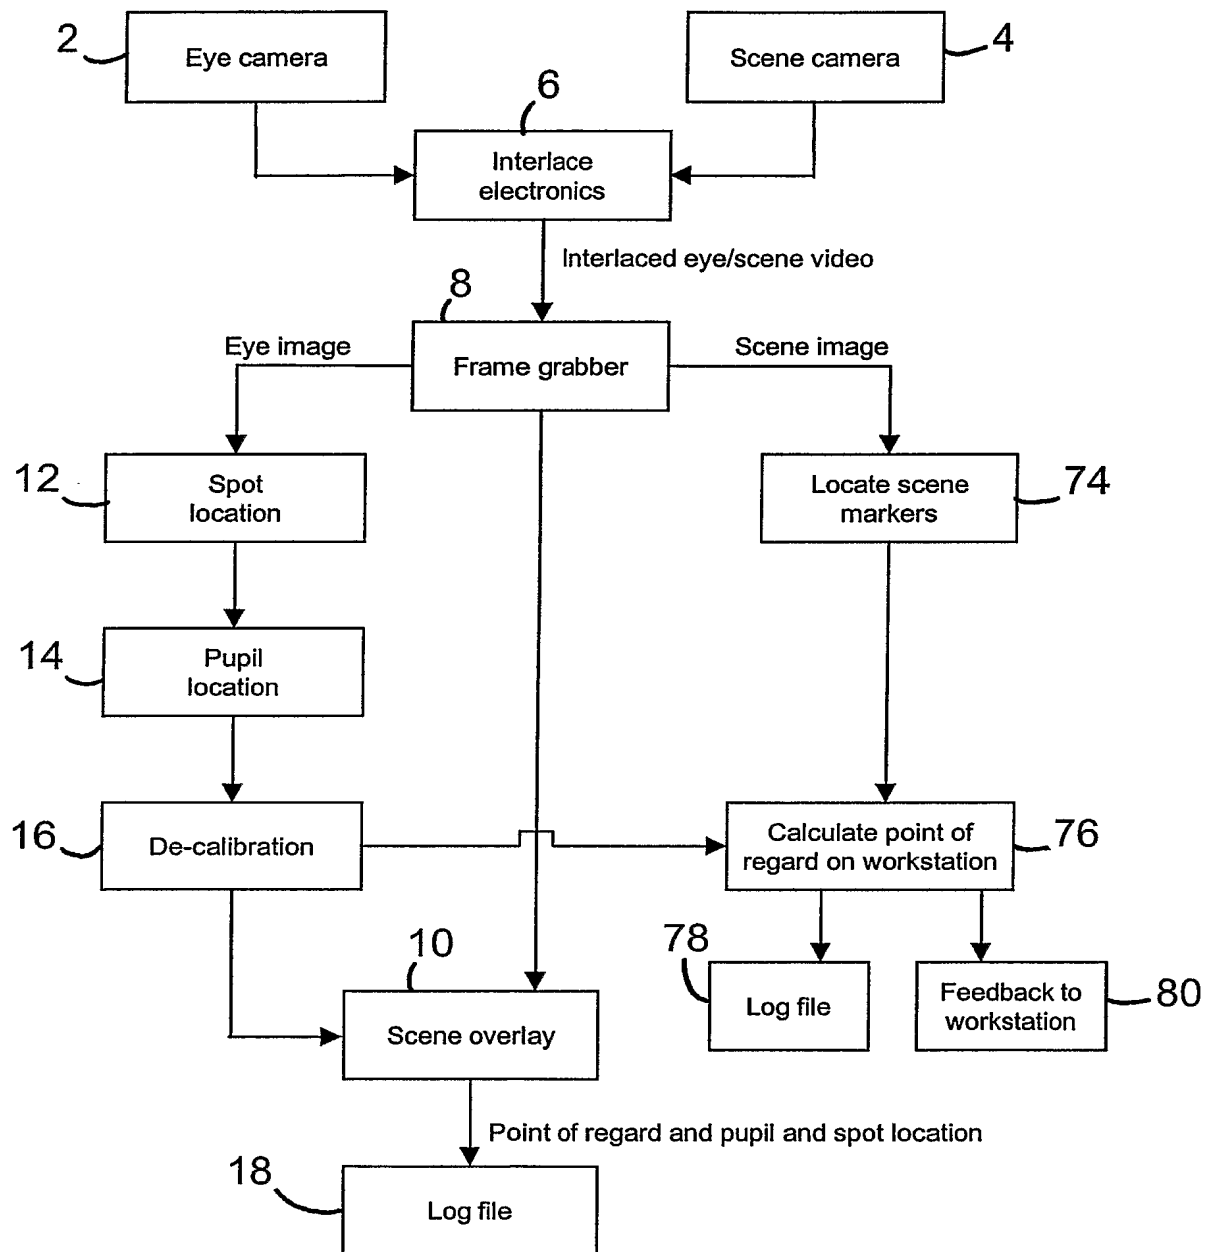 2
Eye camera
Scene camera
4
6
Interlace
electronics
Interlaced eye/scene video
8
Eye image
Frame grabber
Scene image
12
Spot
location
Locate scene
markers
74
14
Pupil
location
16
De-calibration
Calculate point of
regard on workstation
76
10
Scene overlay
78
Log file
Feedback to
workstation
80
Point of regard and pupil and spot location
18
Log file